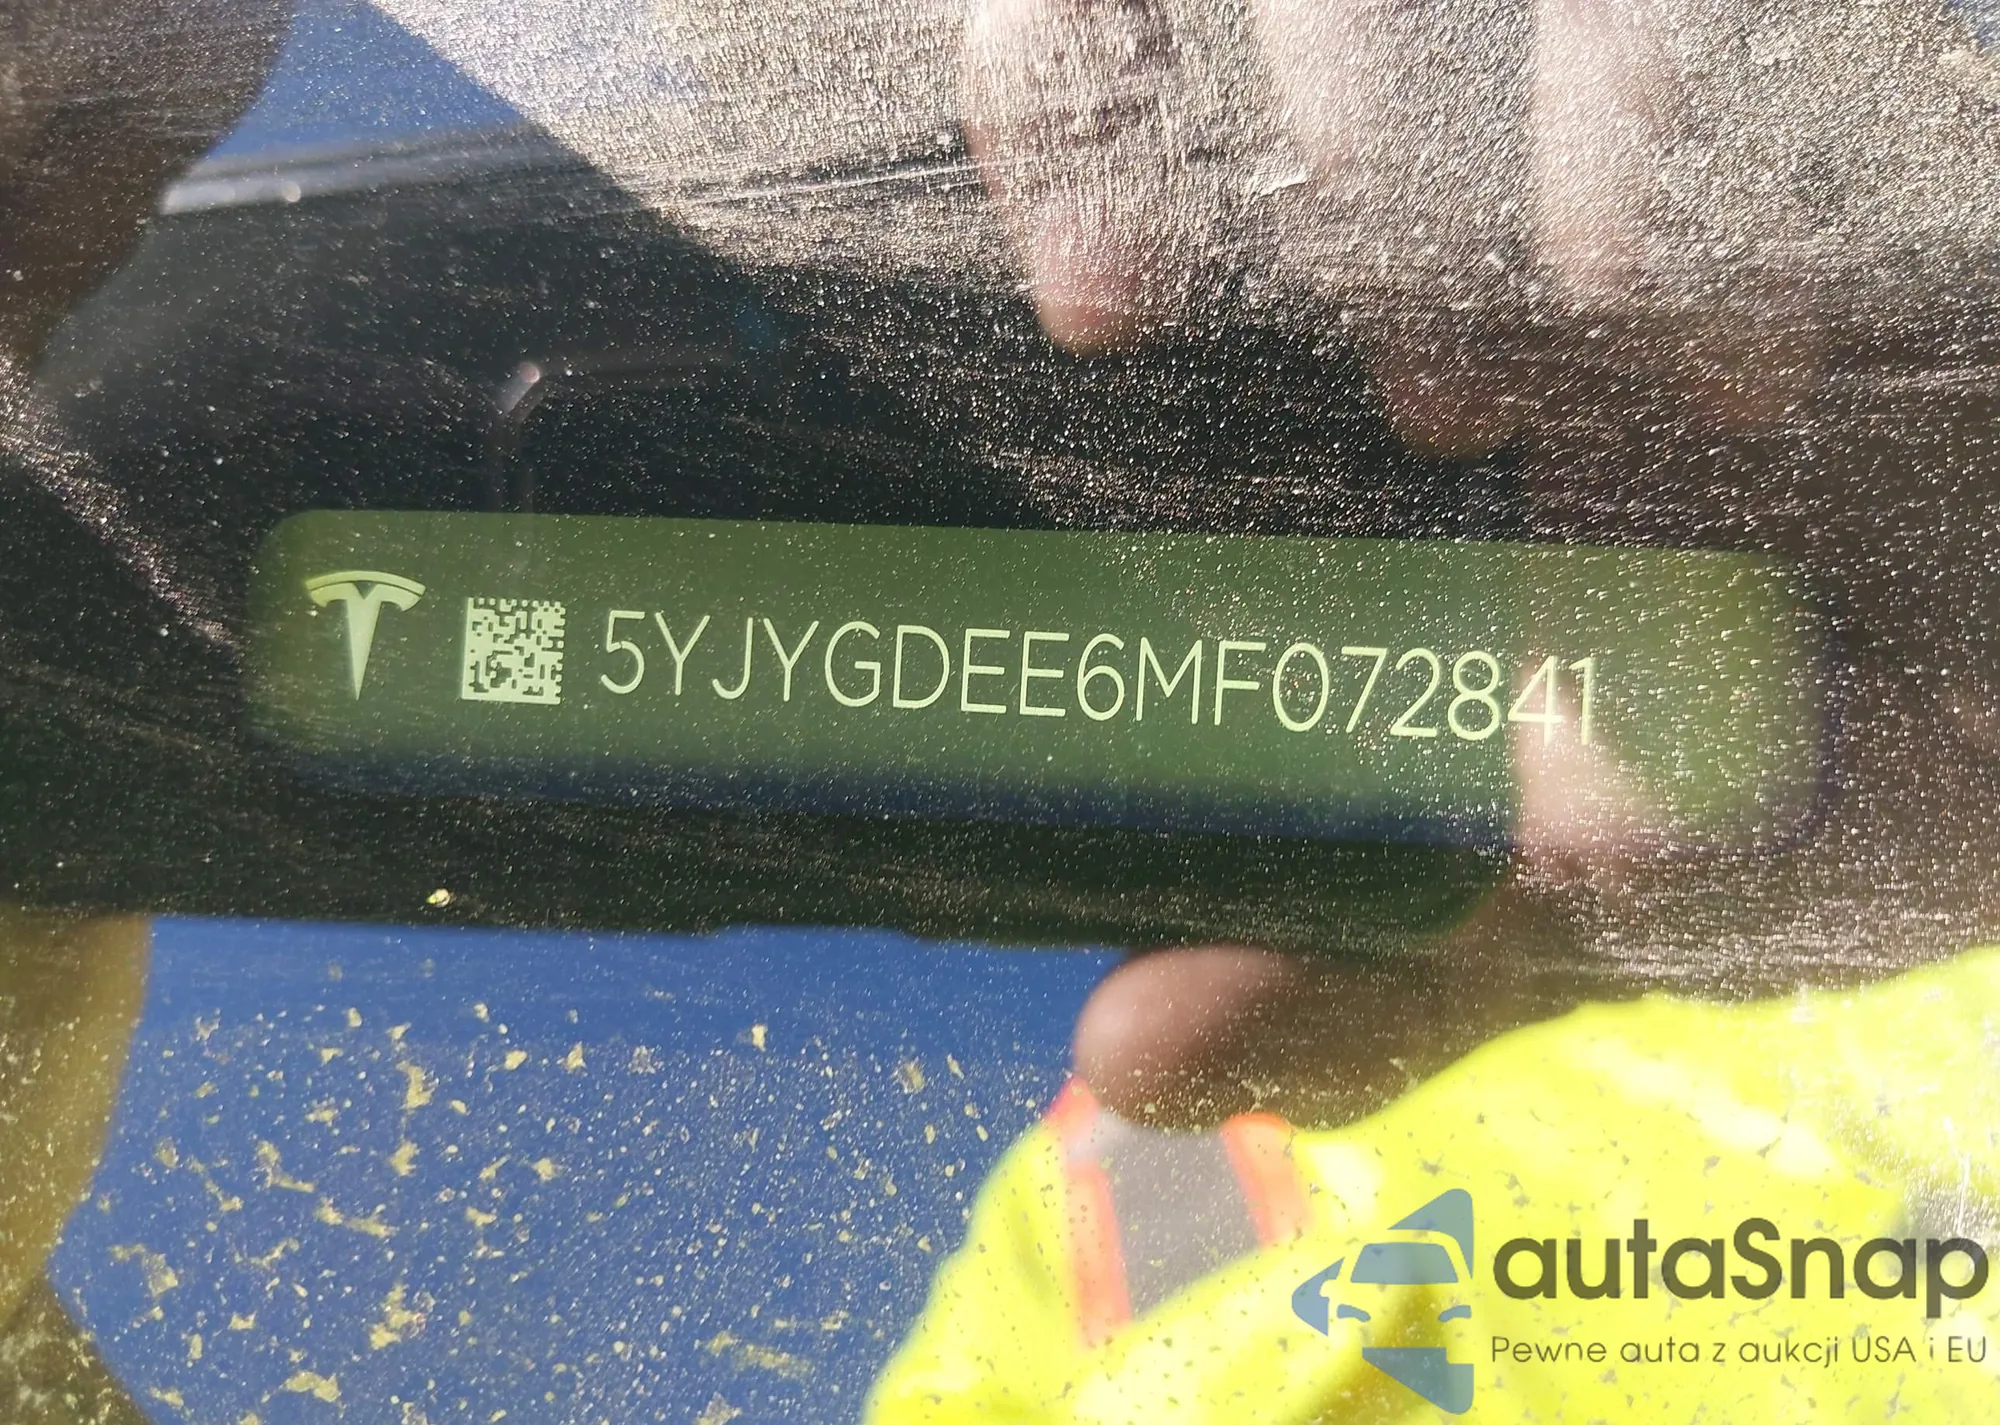 5YJYGDEE6MF072841
autaSnap
Pewne auta z aukcji USA i EU